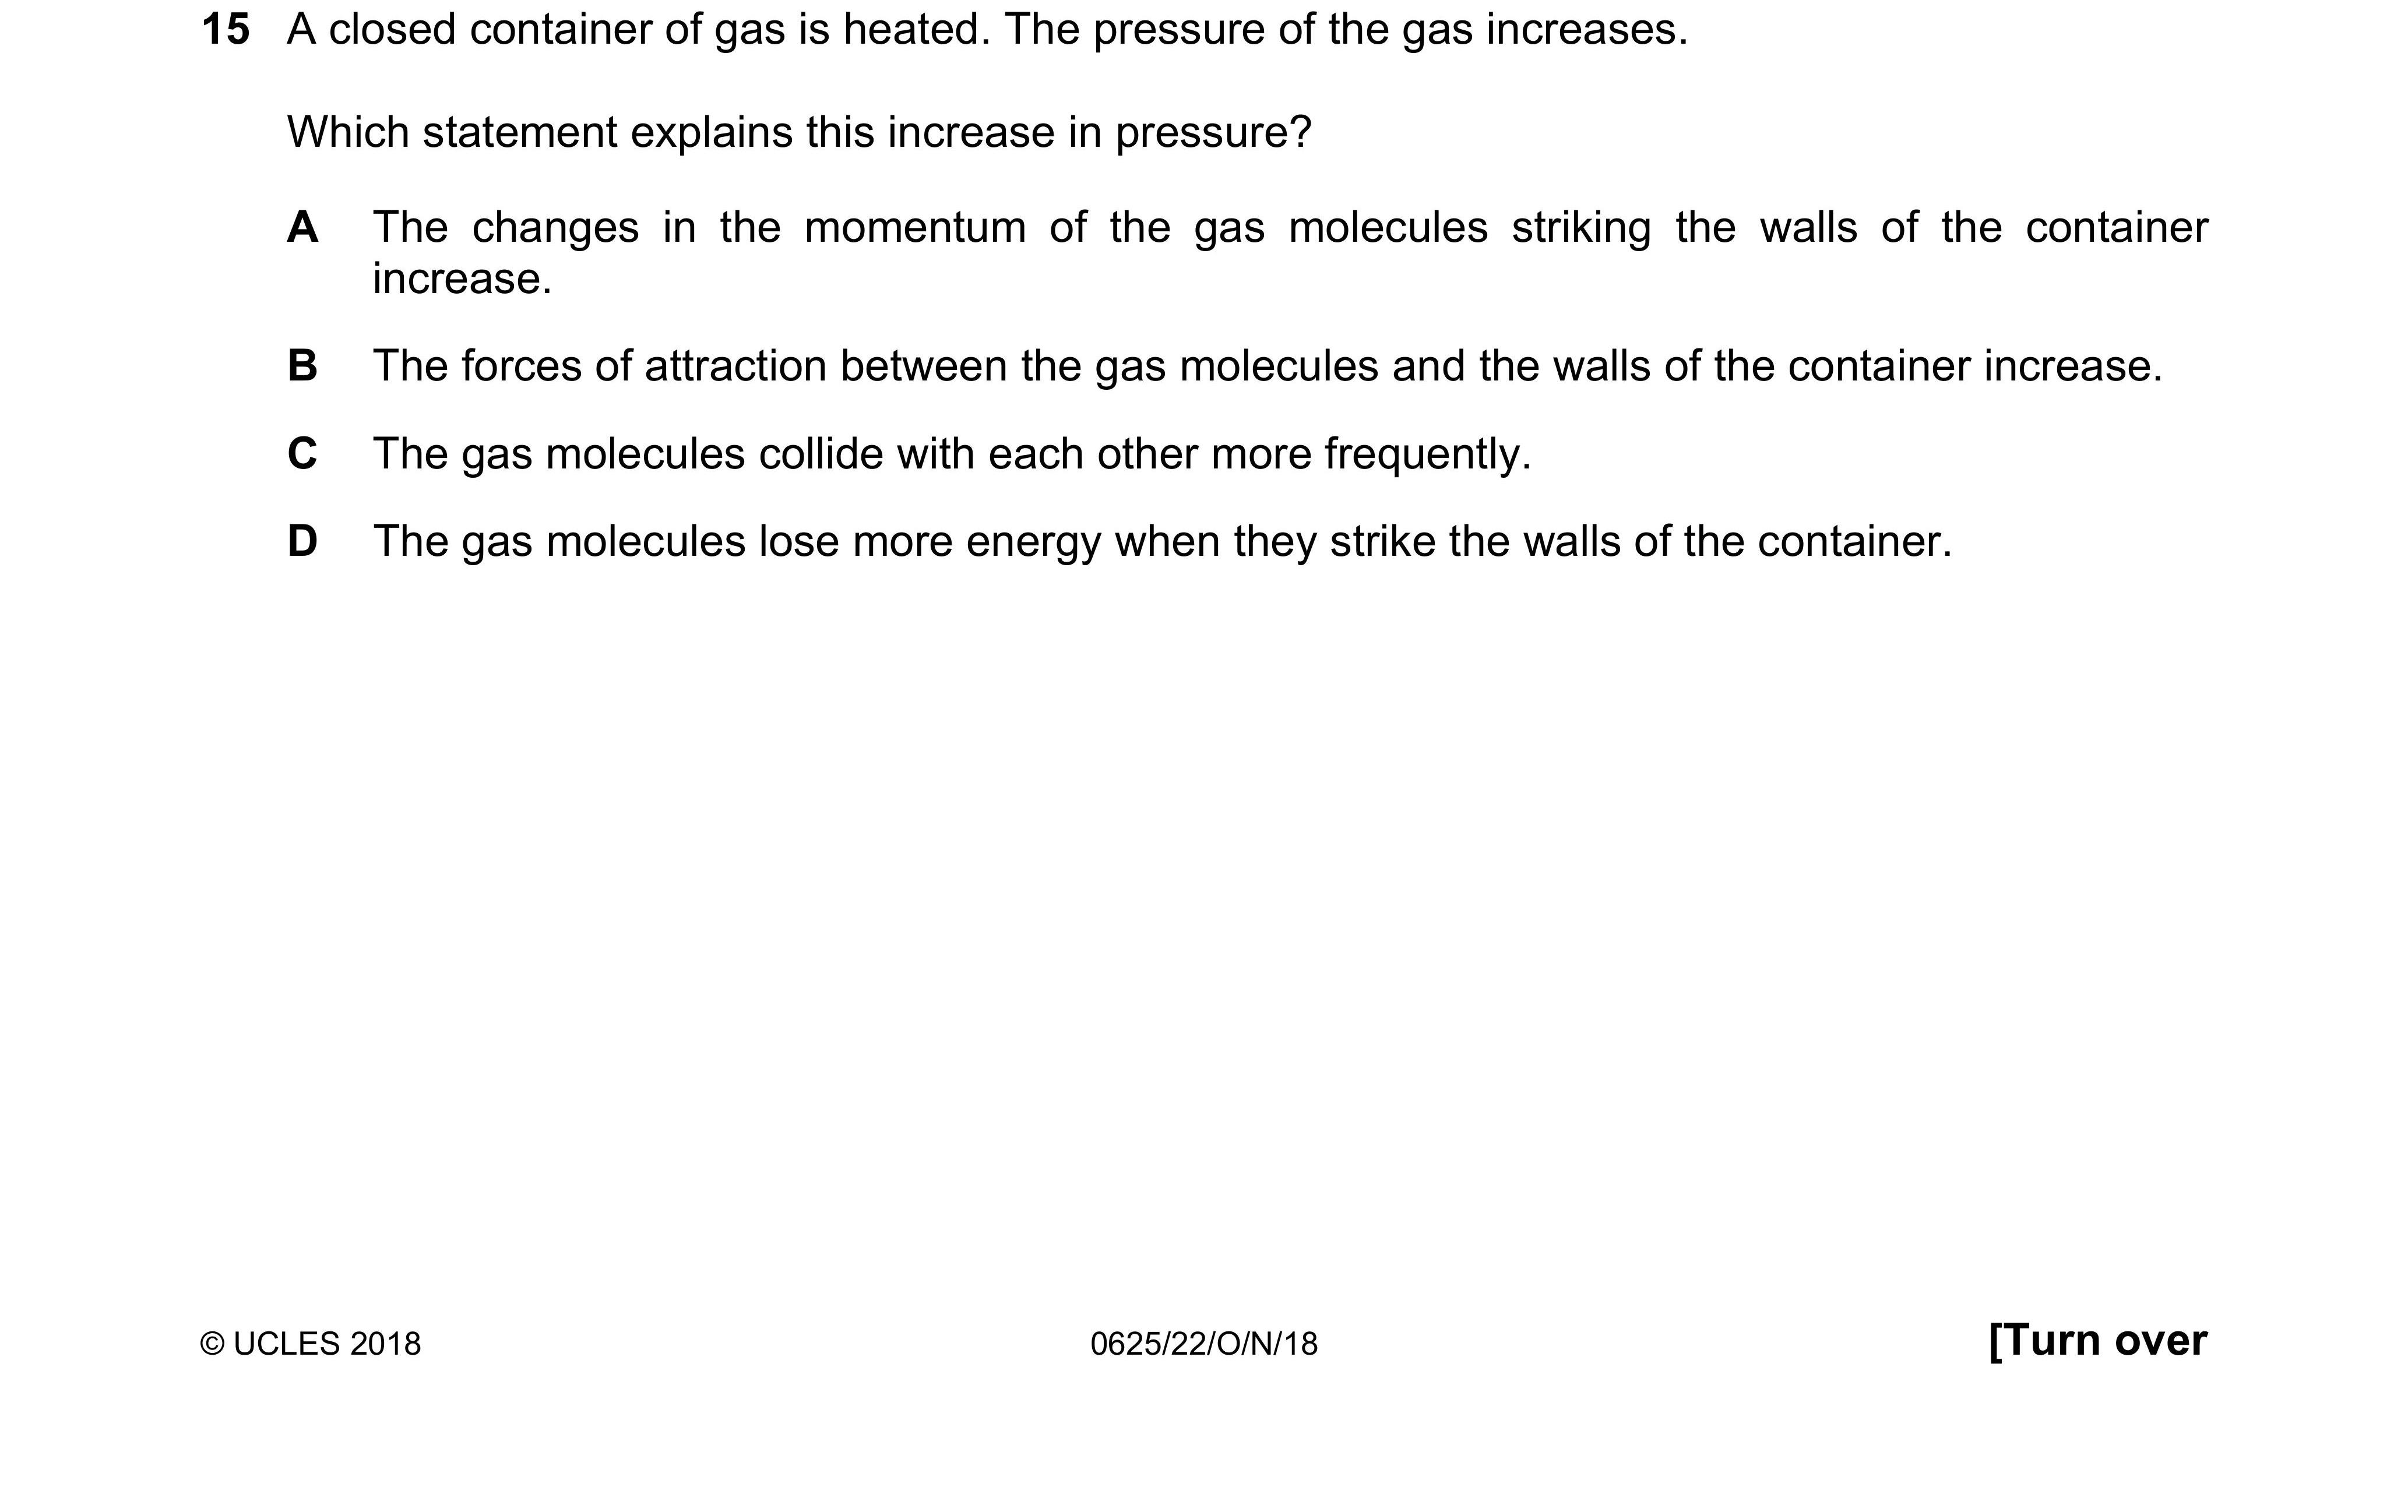 15 A closed container of gas is heated. The pressure of the gas increases.
Which statement explains this increase in pressure?
A The changes in the momentum of the gas molecules striking the walls of the container
increase.
B The forces of attraction between the gas molecules and the walls of the container increase.
C The gas molecules collide with each other more frequently.
D The gas molecules lose more energy when they strike the walls of the container.
© UCLES 2018 0625/22/O/N/18 [Turn over